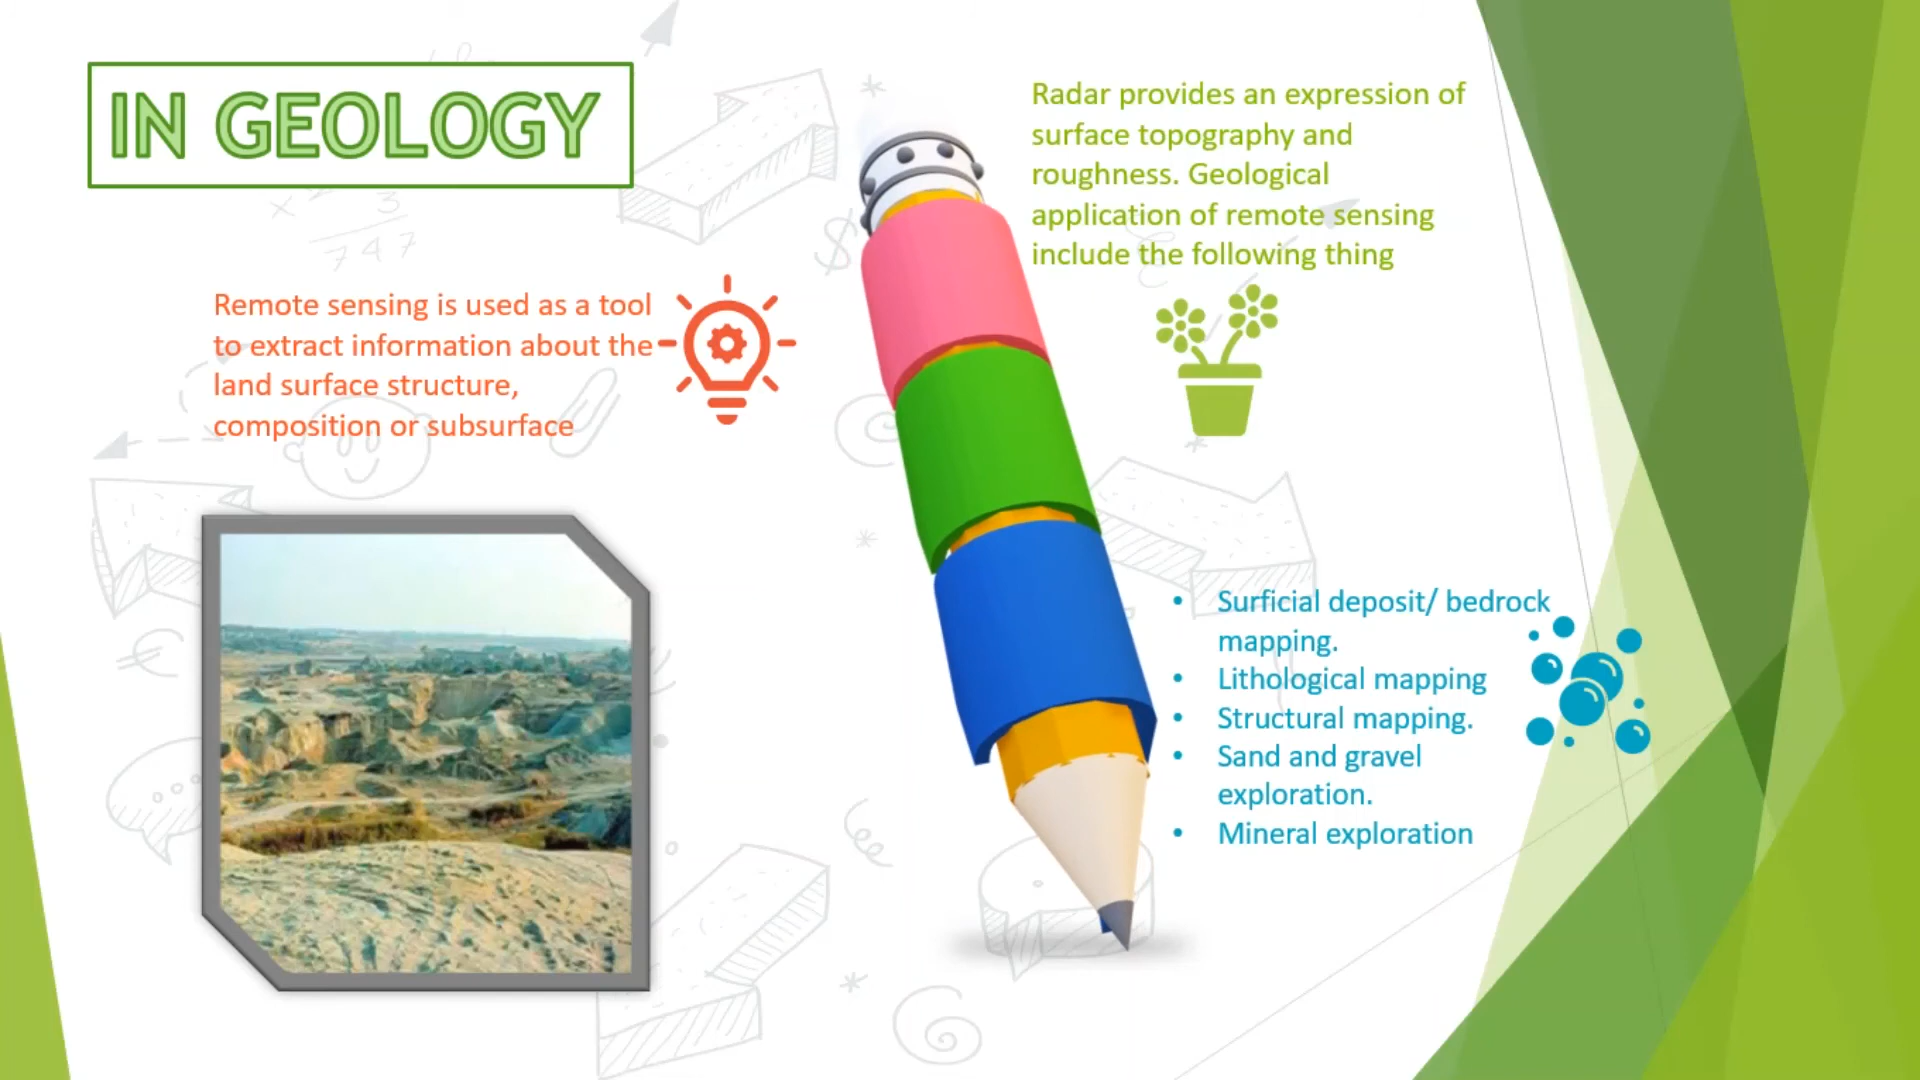 IN GEOLOGY
Remote sensing is used as a tool
to extract information about the
land surface structure,
composition or subsurface
Radar provides an expression of
surface topography and
roughness. Geological
application of remote sensing
include the following thing
• Surficial deposit/ bedrock
mapping.
• Lithological mapping
• Structural mapping.
• Sand and gravel
exploration.
• Mineral exploration
x 3
747
$
€